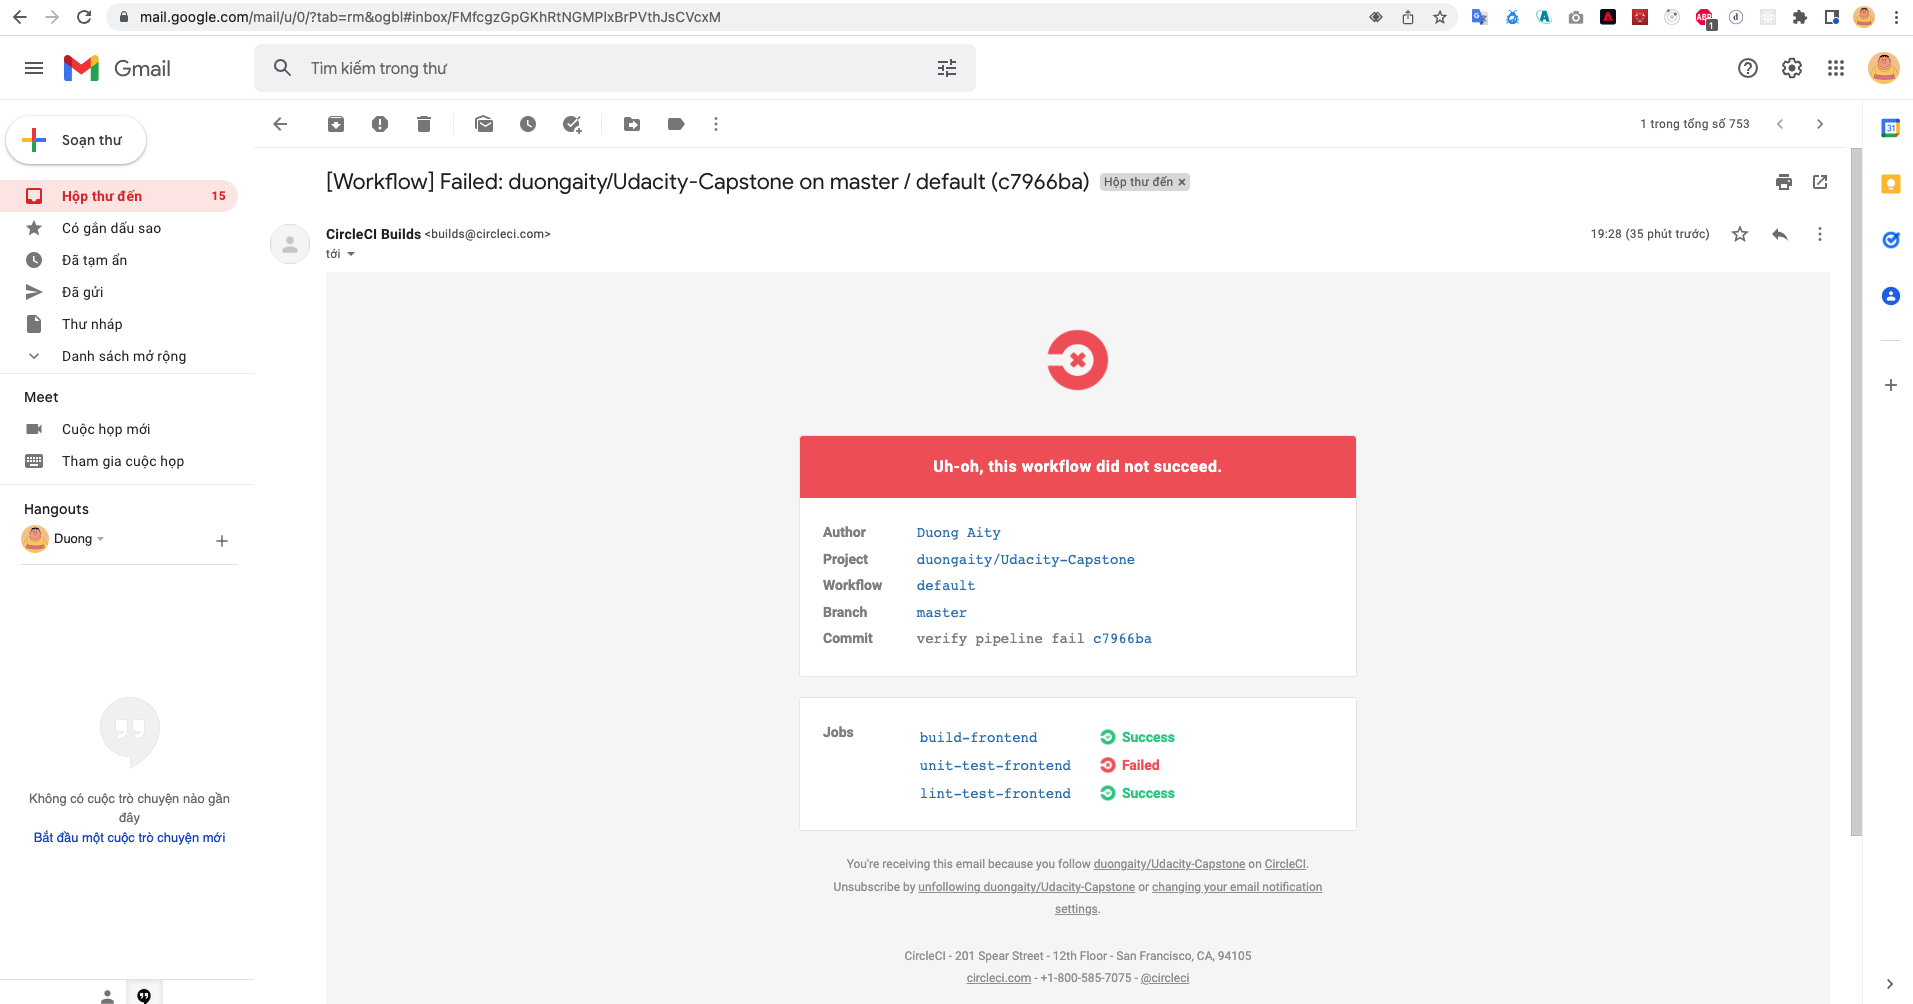 mail.google.com/mail/u/0/?tab=rm&ogbl#inbox/FMfcgzGpGKhRtNGMPlxBrPVthJsCVcxM
ABP
1
Gmail
Tìm kiếm trong thư
Soạn thư
1 trong tổng số 753
31
Hộp thư đến 15
Có gắn dấu sao
Đã tạm ẩn
Đã gửi
Thư nháp
Danh sách mở rộng
Meet
Cuộc họp mới
Tham gia cuộc họp
Hangouts
Duong
Không có cuộc trò chuyện nào gần
đây
Bắt đầu một cuộc trò chuyện mới
[Workflow] Failed: duongaity/Udacity-Capstone on master / default (c7966ba) Hộp thư đến ×
CircleCI Builds <builds@circleci.com> 19:28 (35 phút trước)
tới
Uh-oh, this workflow did not succeed.
Author Duong Aity
Project duongaity/Udacity-Capstone
Workflow default
Branch master
Commit verify pipeline fail c7966ba
Jobs
build-frontend Success
unit-test-frontend Failed
lint-test-frontend Success
You're receiving this email because you follow duongaity/Udacity-Capstone on CircleCI.
Unsubscribe by unfollowing duongaity/Udacity-Capstone or changing your email notification
settings.
CircleCI - 201 Spear Street - 12th Floor - San Francisco, CA, 94105
circleci.com - +1-800-585-7075 - @circleci